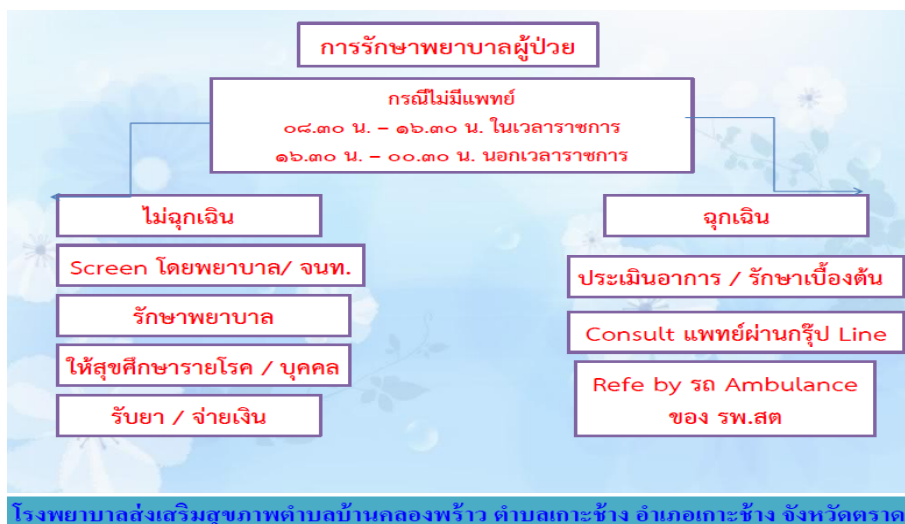 การรักษาพยาบาลผู้ป่วย
กรณีไม่มีแพทย์
๐๘.๓๐ น. – ๑๖.๓๐ น. ในเวลาราชการ
๑๖.๓๐ น. – ๐๐.๓๐ น. นอกเวลาราชการ
ไม่ฉุกเฉิน
Screen โดยพยาบาล/ จนท.
รักษาพยาบาล
ให้สุขศึกษารายโรค / บุคคล
รับยา / จ่ายเงิน
ฉุกเฉิน
ประเมินอาการ / รักษาเบื้องต้น
Consult แพทย์ผ่านกรุ๊ป Line
Refe by รถ Ambulance
ของ รพ.สต
โรงพยาบาลส่งเสริมสุขภาพตำบลบ้านคลองพร้าว ตำบลเกาะช้าง อำเภอเกาะช้าง จังหวัดตราด